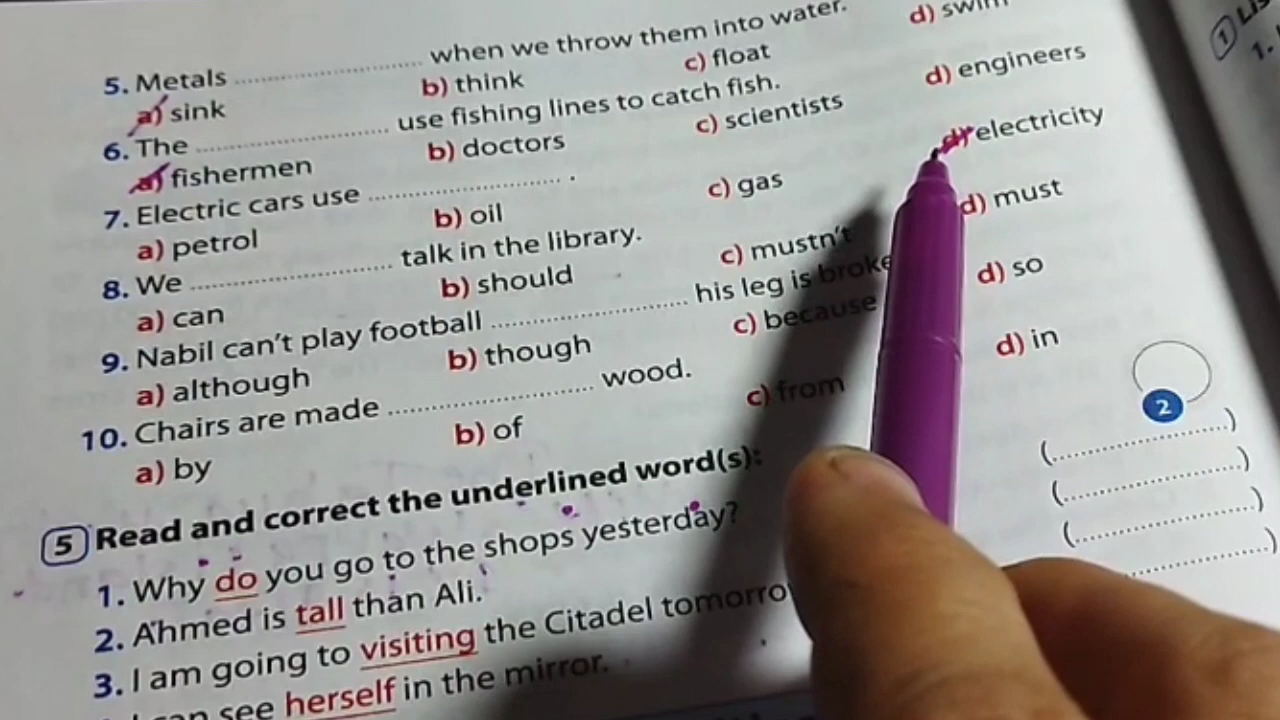 5. Metals ........................ when we throw them into water.
a) sink b) think c) float d) swim
6. The ........................ use fishing lines to catch fish.
a) fishermen b) doctors c) scientists d) engineers
7. Electric cars use ........................ .
a) petrol b) oil c) gas d) electricity
8. We ........................ talk in the library.
a) can b) should c) mustn't d) must
9. Nabil can't play football ........................ his leg is broke
a) although b) though c) because d) so
10. Chairs are made ........................ wood.
a) by b) of c) from d) in
2
5 Read and correct the underlined word(s):
1. Why do you go to the shops yesterday? (........................)
2. Ahmed is tall than Ali. (........................)
3. I am going to visiting the Citadel tomorro (........................)
can see herself in the mirror. ........................)
1
1.